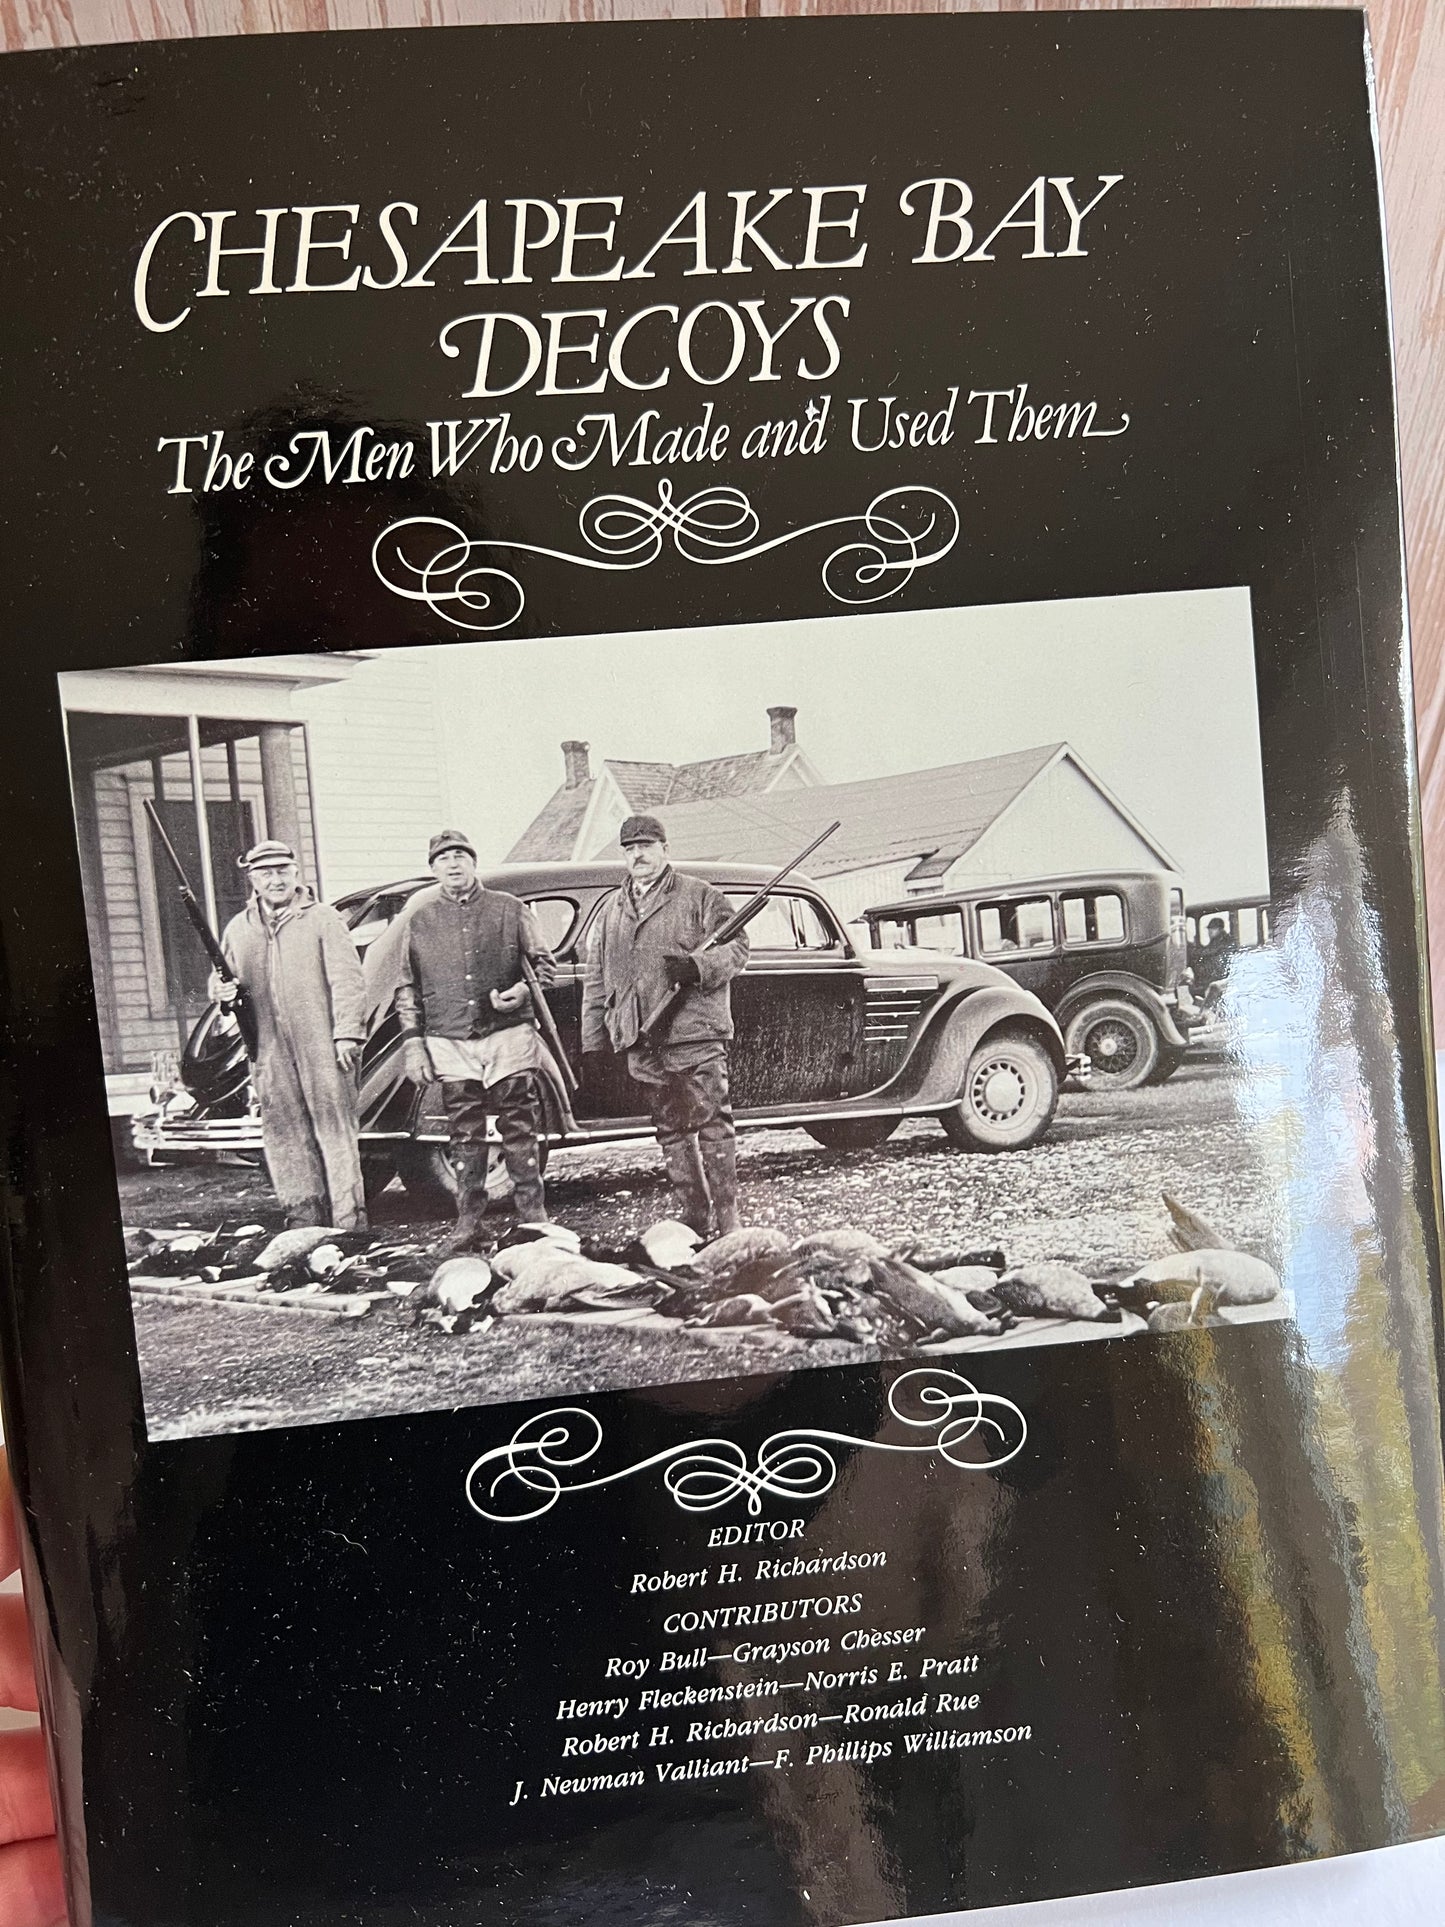 CHESAPEAKE BAY
DECOYS
The Men Who Made and Used Them
EDITOR
Robert H. Richardson
CONTRIBUTORS
Roy Bull—Grayson Chesser
Henry Fleckenstein—Norris E. Pratt
Robert H. Richardson—Ronald Rue
J. Newman Valliant—F. Phillips Williamson